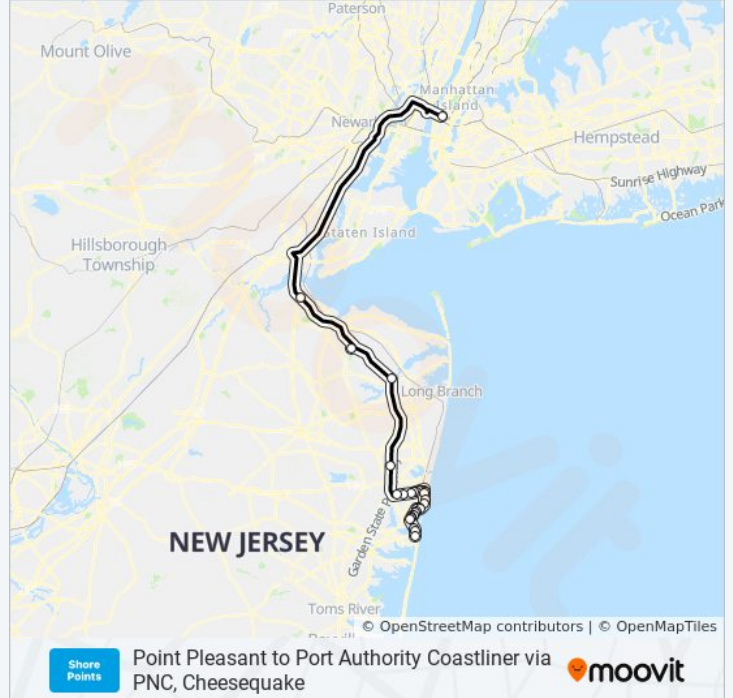 Paterson
Mount Olive
Manhattan
Island
Newark
Hempstead
Sunrise Highway
Ocean Park
Staten Island
Hillsborough
Township
Long Branch
Garden State P
NEW JERSEY
Toms River
© OpenStreetMap contributors | © OpenMapTiles
Shore
Points
Point Pleasant to Port Authority Coastliner via
PNC, Cheesequake
moovit